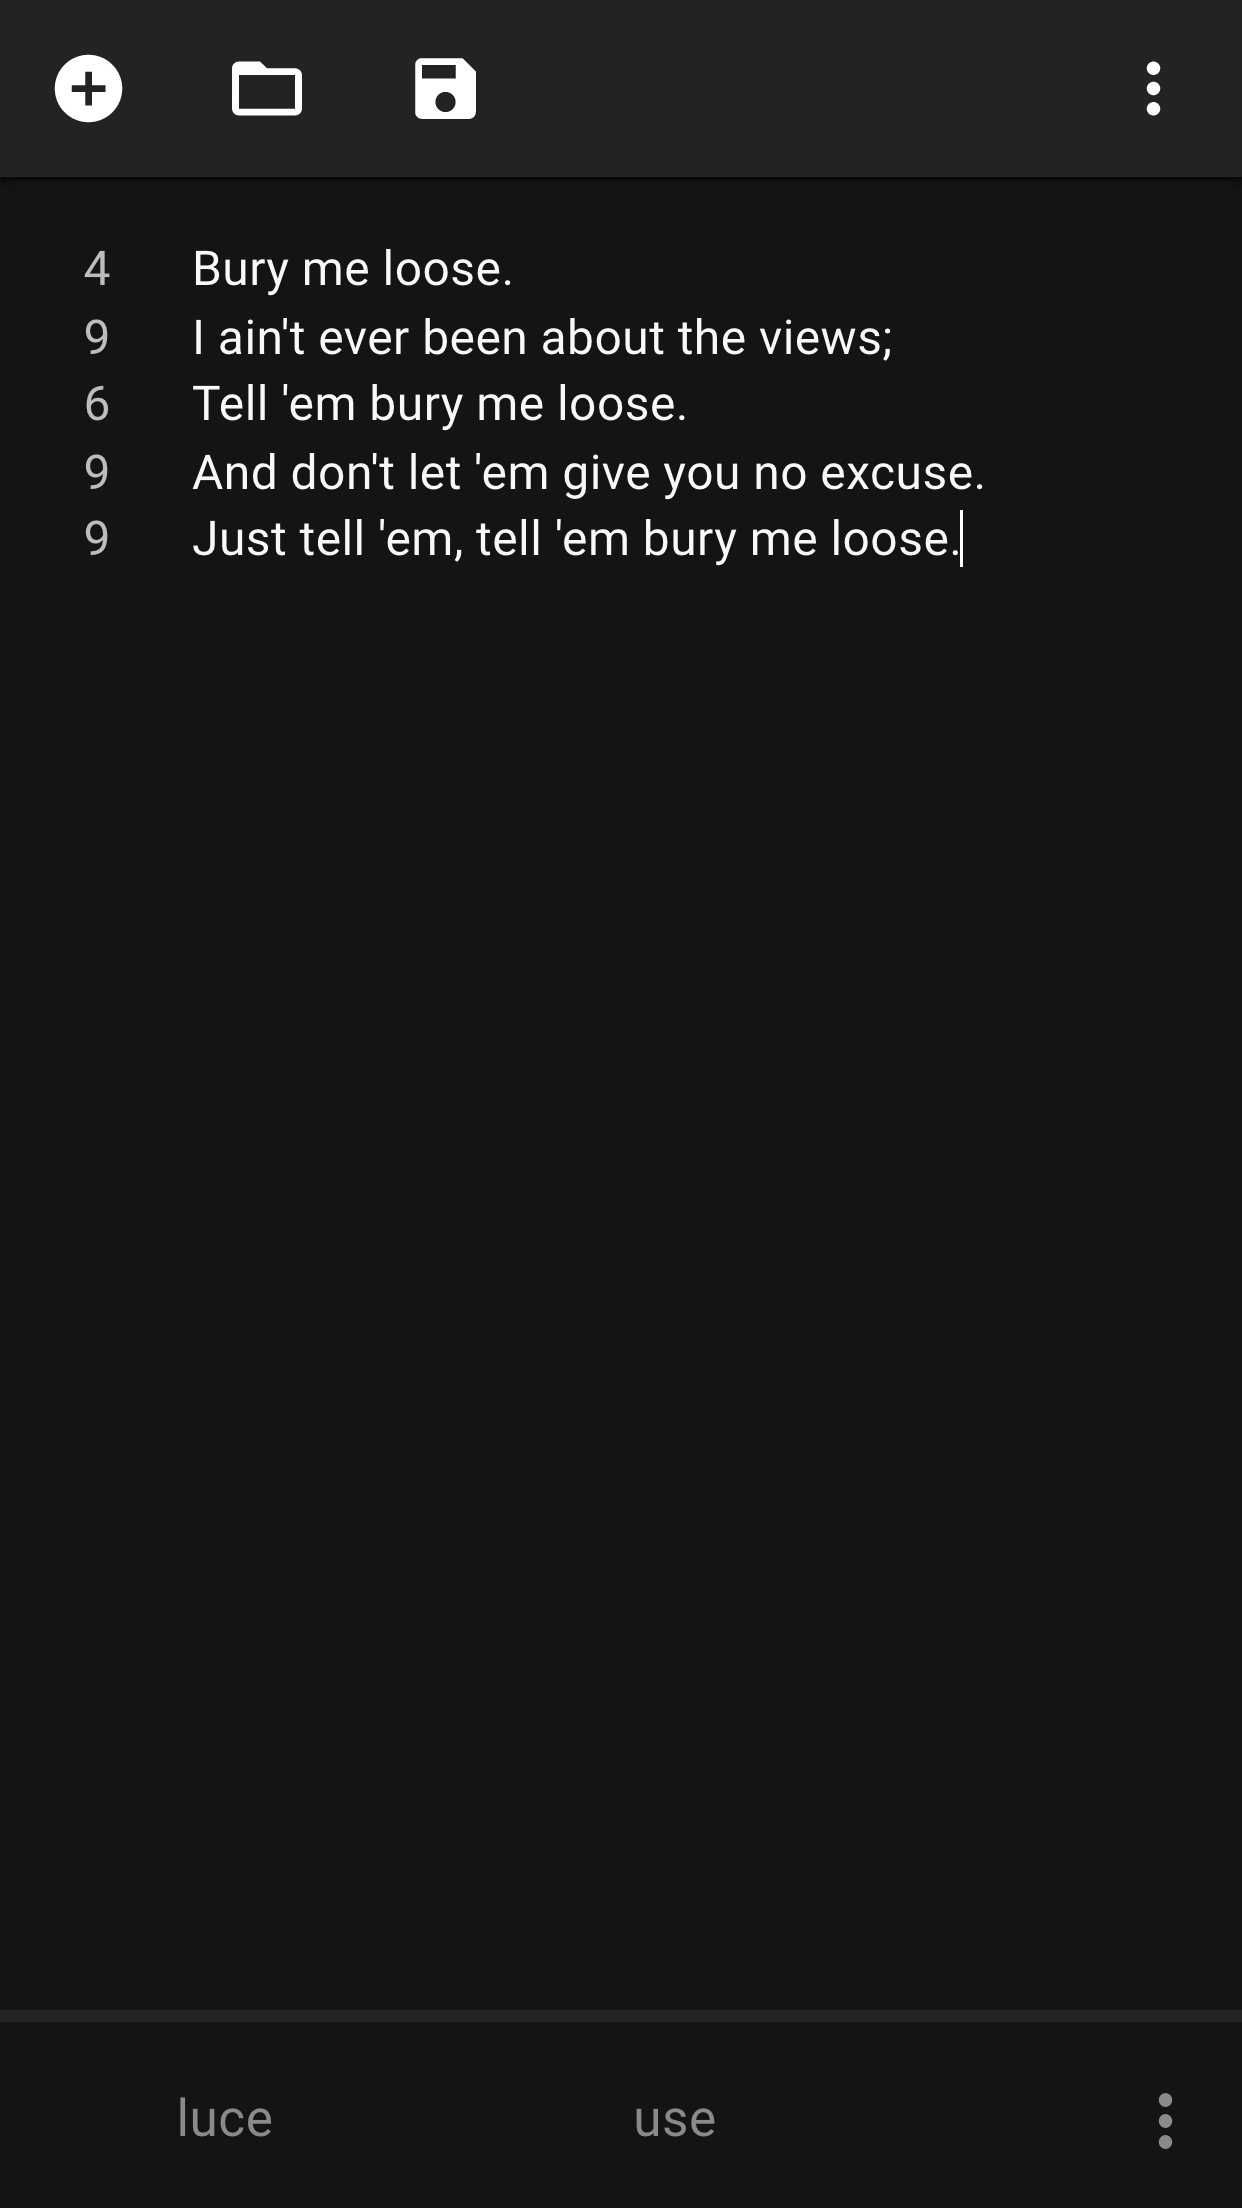 4 Bury me loose.
9 I ain't ever been about the views;
6 Tell 'em bury me loose.
9 And don't let 'em give you no excuse.
9 Just tell 'em, tell 'em bury me loose.
luce use